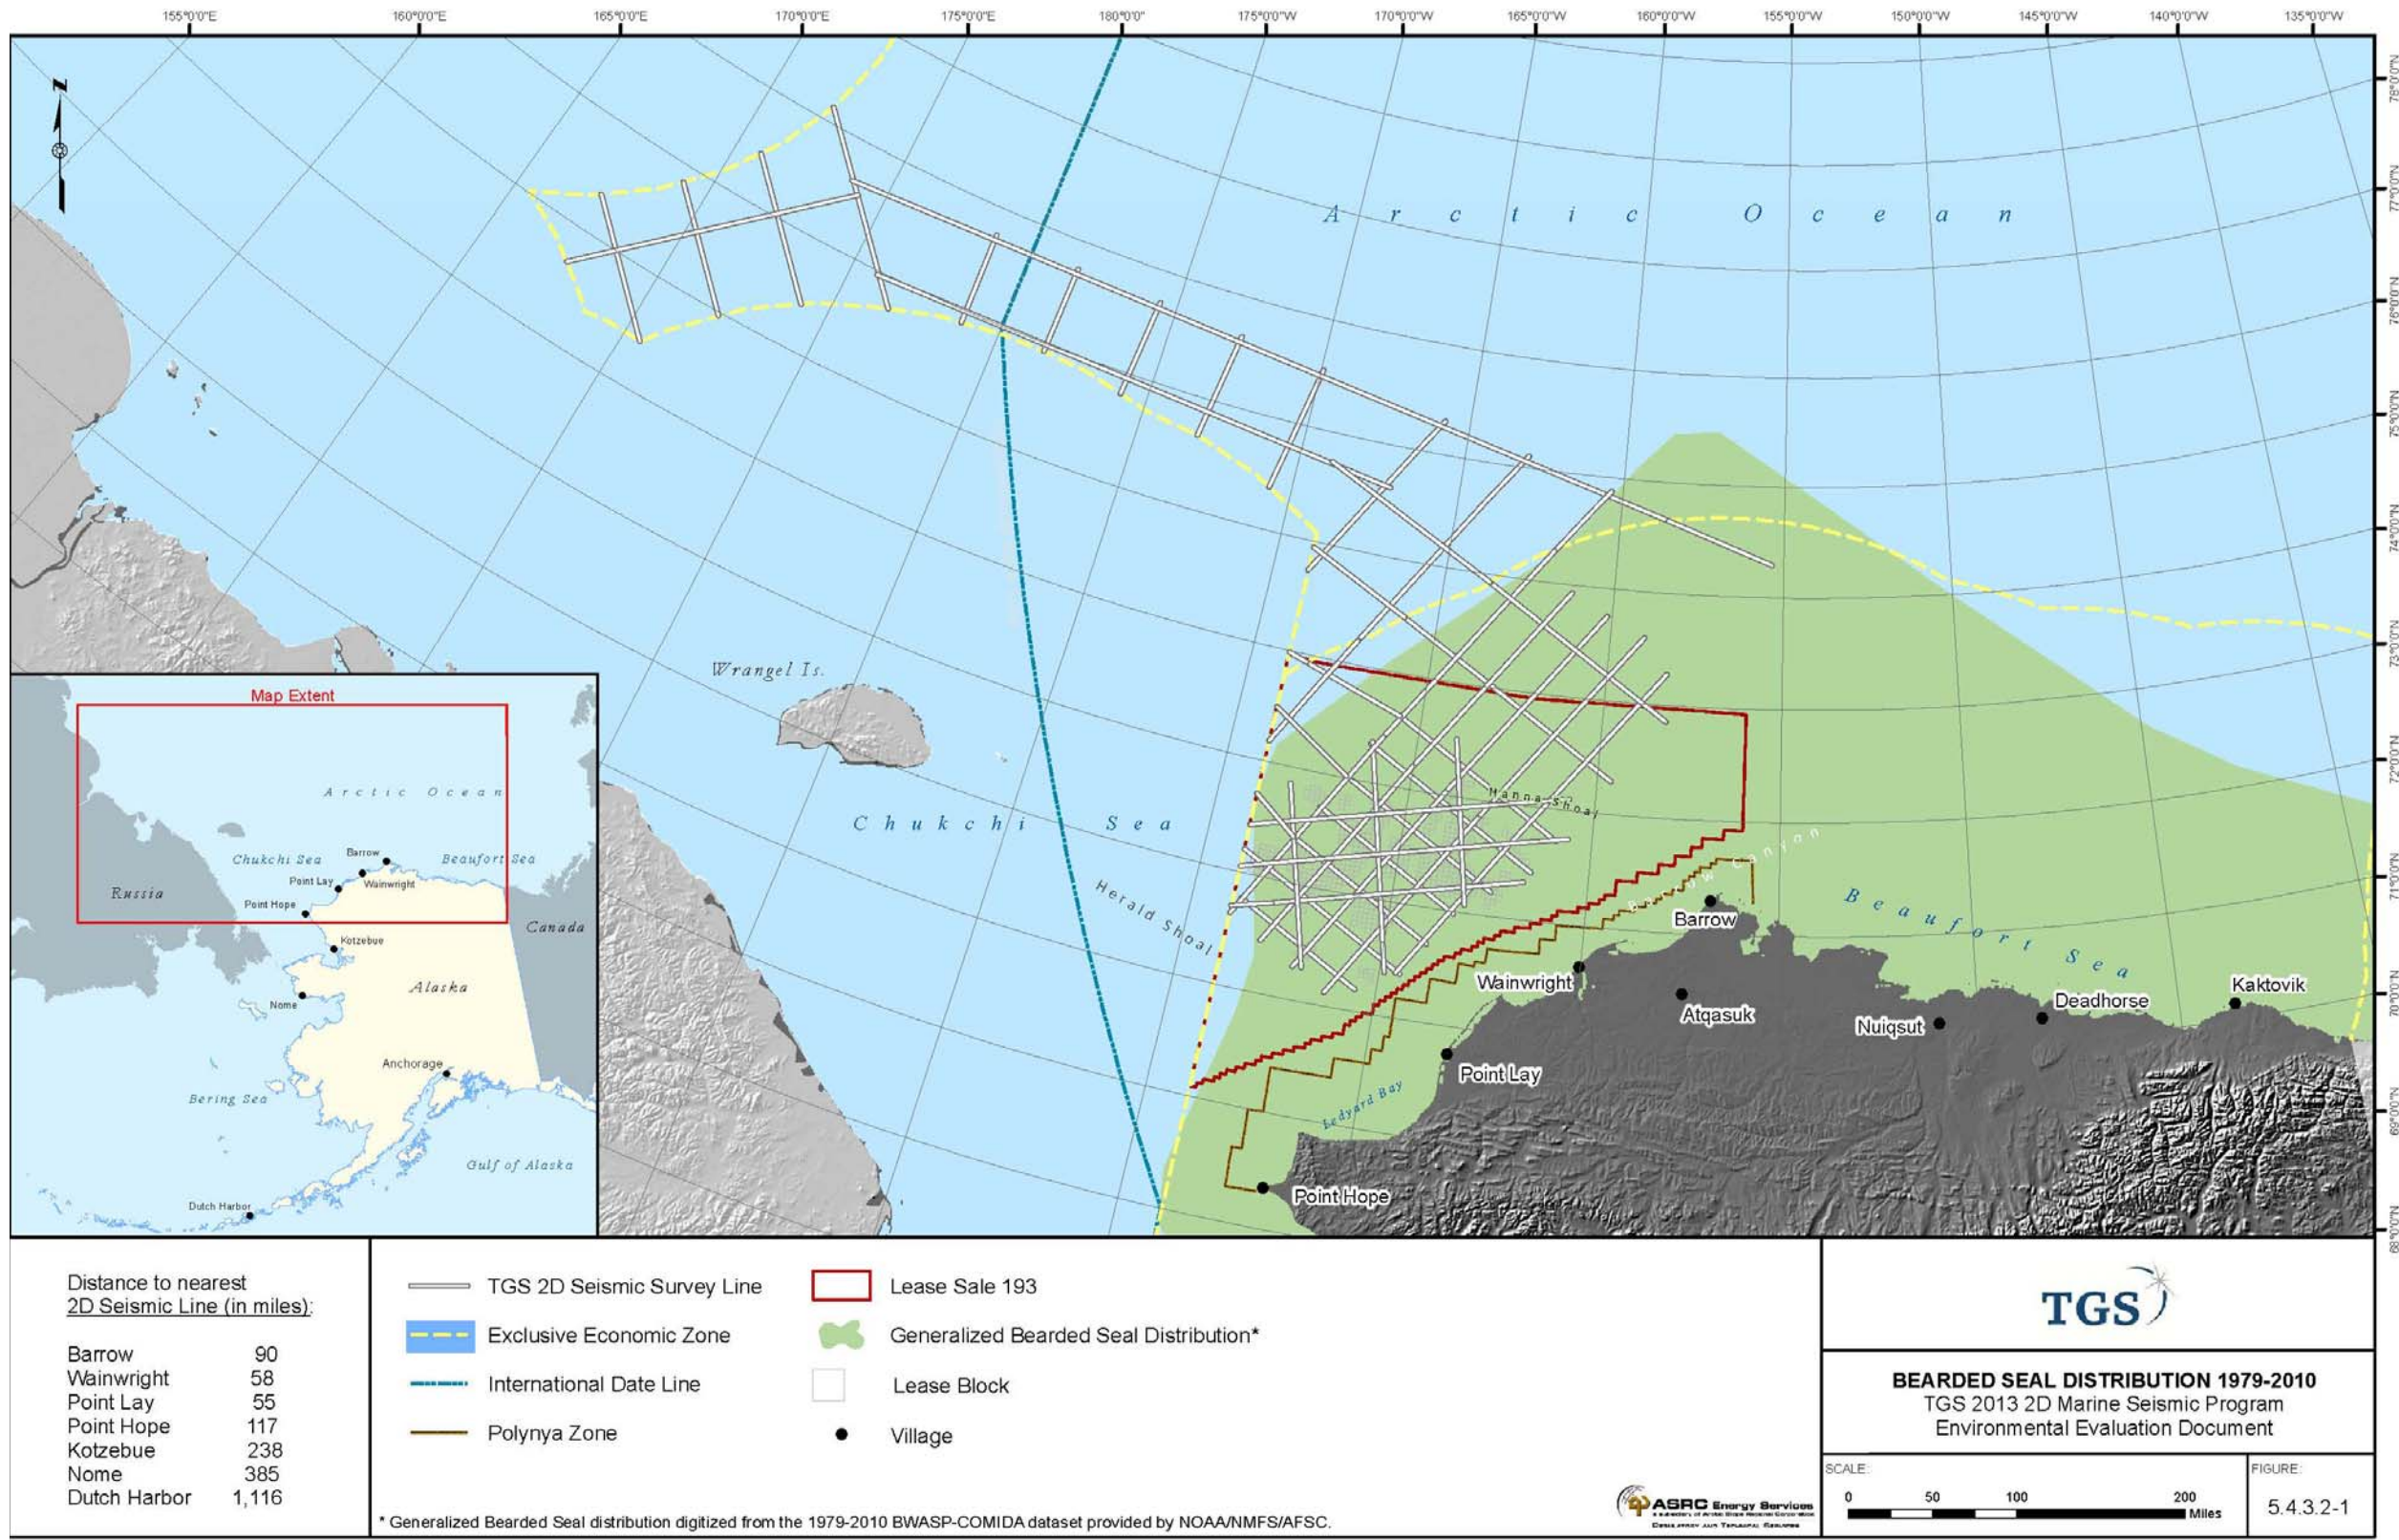 155°0'0"E 160°0'0"E 165°0'0"E 170°0'0"E 175°0'0"E 180°0'0" 175°0'0"W 170°0'0"W 165°0'0"W 160°0'0"W 155°0'0"W 150°0'0"W 145°0'0"W 140°0'0"W 135°0'0"W
78°0'0"N
77°0'0"N
76°0'0"N
75°0'0"N
74°0'0"N
73°0'0"N
72°0'0"N
71°0'0"N
70°0'0"N
69°0'0"N
68°0'0"N
N
Arctic Ocean
Wrangel Is.
Chukchi Sea
Herald Shoal
Hanna Shoal
Barrow Canyon
Beaufort Sea
Barrow
Wainwright
Atqasuk
Nuiqsut
Deadhorse
Kaktovik
Point Lay
Ledyard Bay
Point Hope
Map Extent
Arctic Ocean
Chukchi Sea
Barrow
Beaufort Sea
Point Lay
Wainwright
Russia
Point Hope
Canada
Kotzebue
Alaska
Nome
Anchorage
Bering Sea
Gulf of Alaska
Dutch Harbor
Distance to nearest
2D Seismic Line (in miles):
Barrow 90
Wainwright 58
Point Lay 55
Point Hope 117
Kotzebue 238
Nome 385
Dutch Harbor 1,116
TGS 2D Seismic Survey Line
Exclusive Economic Zone
International Date Line
Polynya Zone
Lease Sale 193
Generalized Bearded Seal Distribution*
Lease Block
Village
* Generalized Bearded Seal distribution digitized from the 1979-2010 BWASP-COMIDA dataset provided by NOAA/NMFS/AFSC.
ASRC Energy Services
TGS
BEARDED SEAL DISTRIBUTION 1979-2010
TGS 2013 2D Marine Seismic Program
Environmental Evaluation Document
SCALE:
0 50 100 200
Miles
FIGURE:
5.4.3.2-1